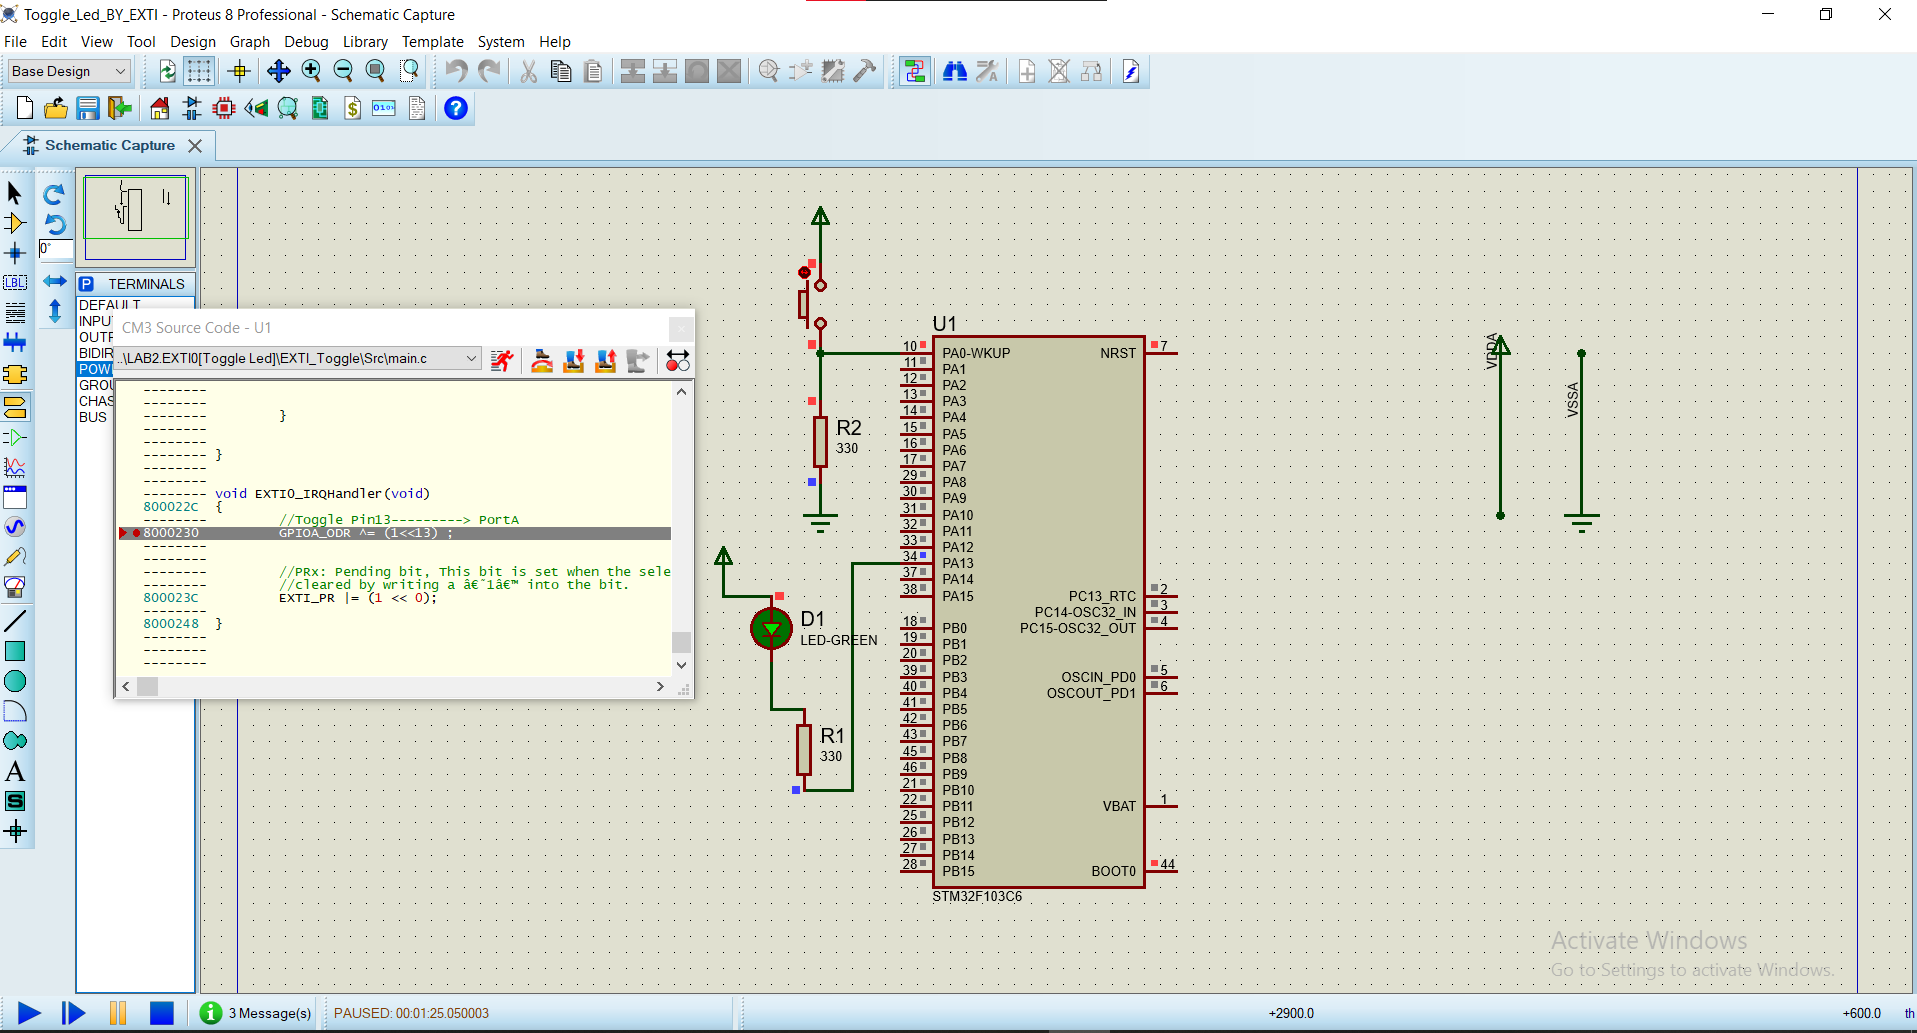 Toggle_Led_BY_EXTI - Proteus 8 Professional - Schematic Capture
File Edit View Tool Design Graph Debug Library Template System Help
Base Design
Schematic Capture
0°
LBL
P TERMINALS
DEFAULT
INPU
OUTP
BIDIR
POW
GROU
CHAS
BUS
A
S
CM3 Source Code - U1
..\LAB2.EXTI0[Toggle Led]\EXTI_Toggle\Src\main.c
--------
--------
-------- }
--------
--------
-------- }
--------
--------
-------- void EXTI0_IRQHandler(void)
800022C {
-------- //Toggle Pin13---------> PortA
8000230 GPIOA_ODR ^= (1<<13) ;
--------
--------
-------- //PRx: Pending bit, This bit is set when the sele
-------- //cleared by writing a â€˜1â€™ into the bit.
800023C EXTI_PR |= (1 << 0);
--------
8000248 }
--------
--------
--------
R2
330
D1
LED-GREEN
R1
330
U1
10 PA0-WKUP
11 PA1
12 PA2
13 PA3
14 PA4
15 PA5
16 PA6
17 PA7
29 PA8
30 PA9
31 PA10
32 PA11
33 PA12
34 PA13
37 PA14
38 PA15
18 PB0
19 PB1
20 PB2
39 PB3
40 PB4
41 PB5
42 PB6
43 PB7
45 PB8
46 PB9
21 PB10
22 PB11
25 PB12
26 PB13
27 PB14
28 PB15
NRST 7
PC13_RTC 2
PC14-OSC32_IN 3
PC15-OSC32_OUT 4
OSCIN_PD0 5
OSCOUT_PD1 6
VBAT 1
BOOT0 44
STM32F103C6
VDDA
VSSA
Activate Windows
Go to Settings to activate Windows.
3 Message(s)
PAUSED: 00:01:25.050003
+2900.0
+600.0
th